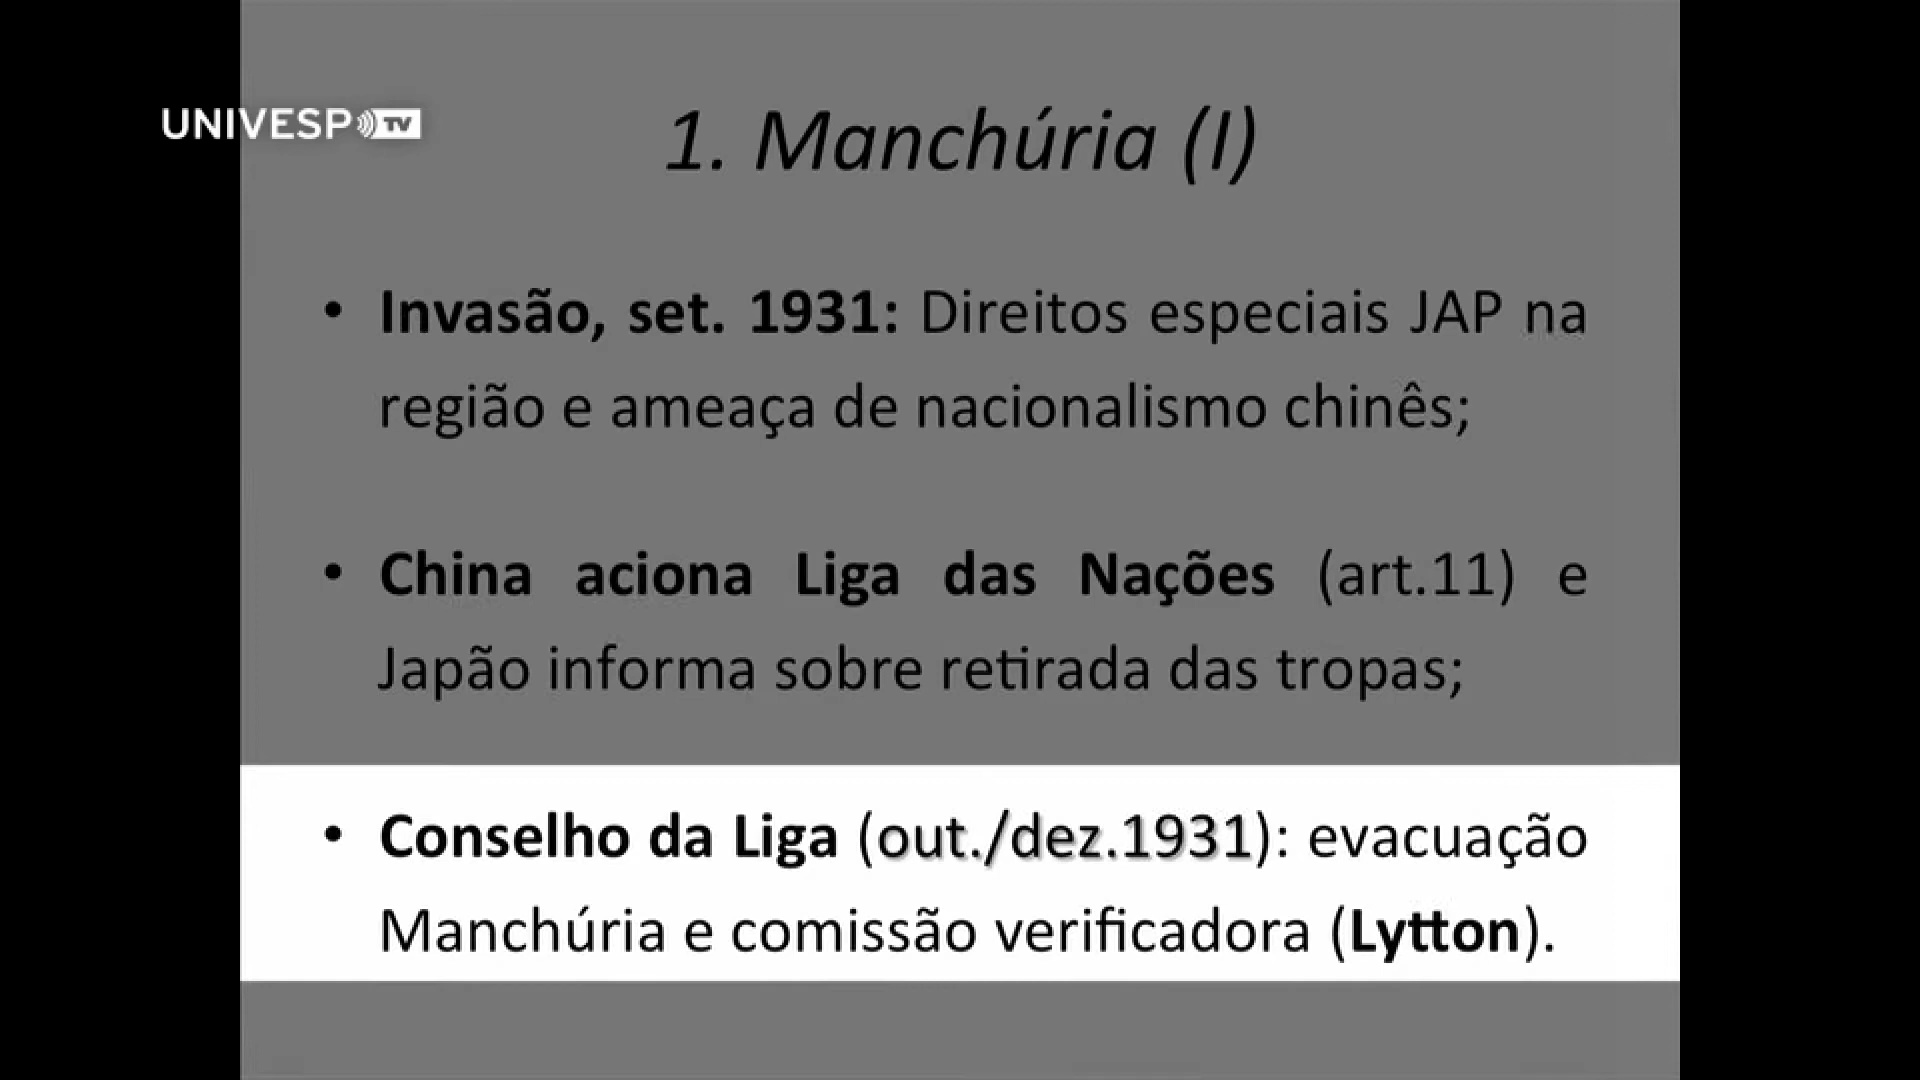 UNIVESP TV
1. Manchúria (I)
• Invasão, set. 1931: Direitos especiais JAP na
região e ameaça de nacionalismo chinês;
• China aciona Liga das Nações (art.11) e
Japão informa sobre retirada das tropas;
• Conselho da Liga (out./dez.1931): evacuação
Manchúria e comissão verificadora (Lytton).